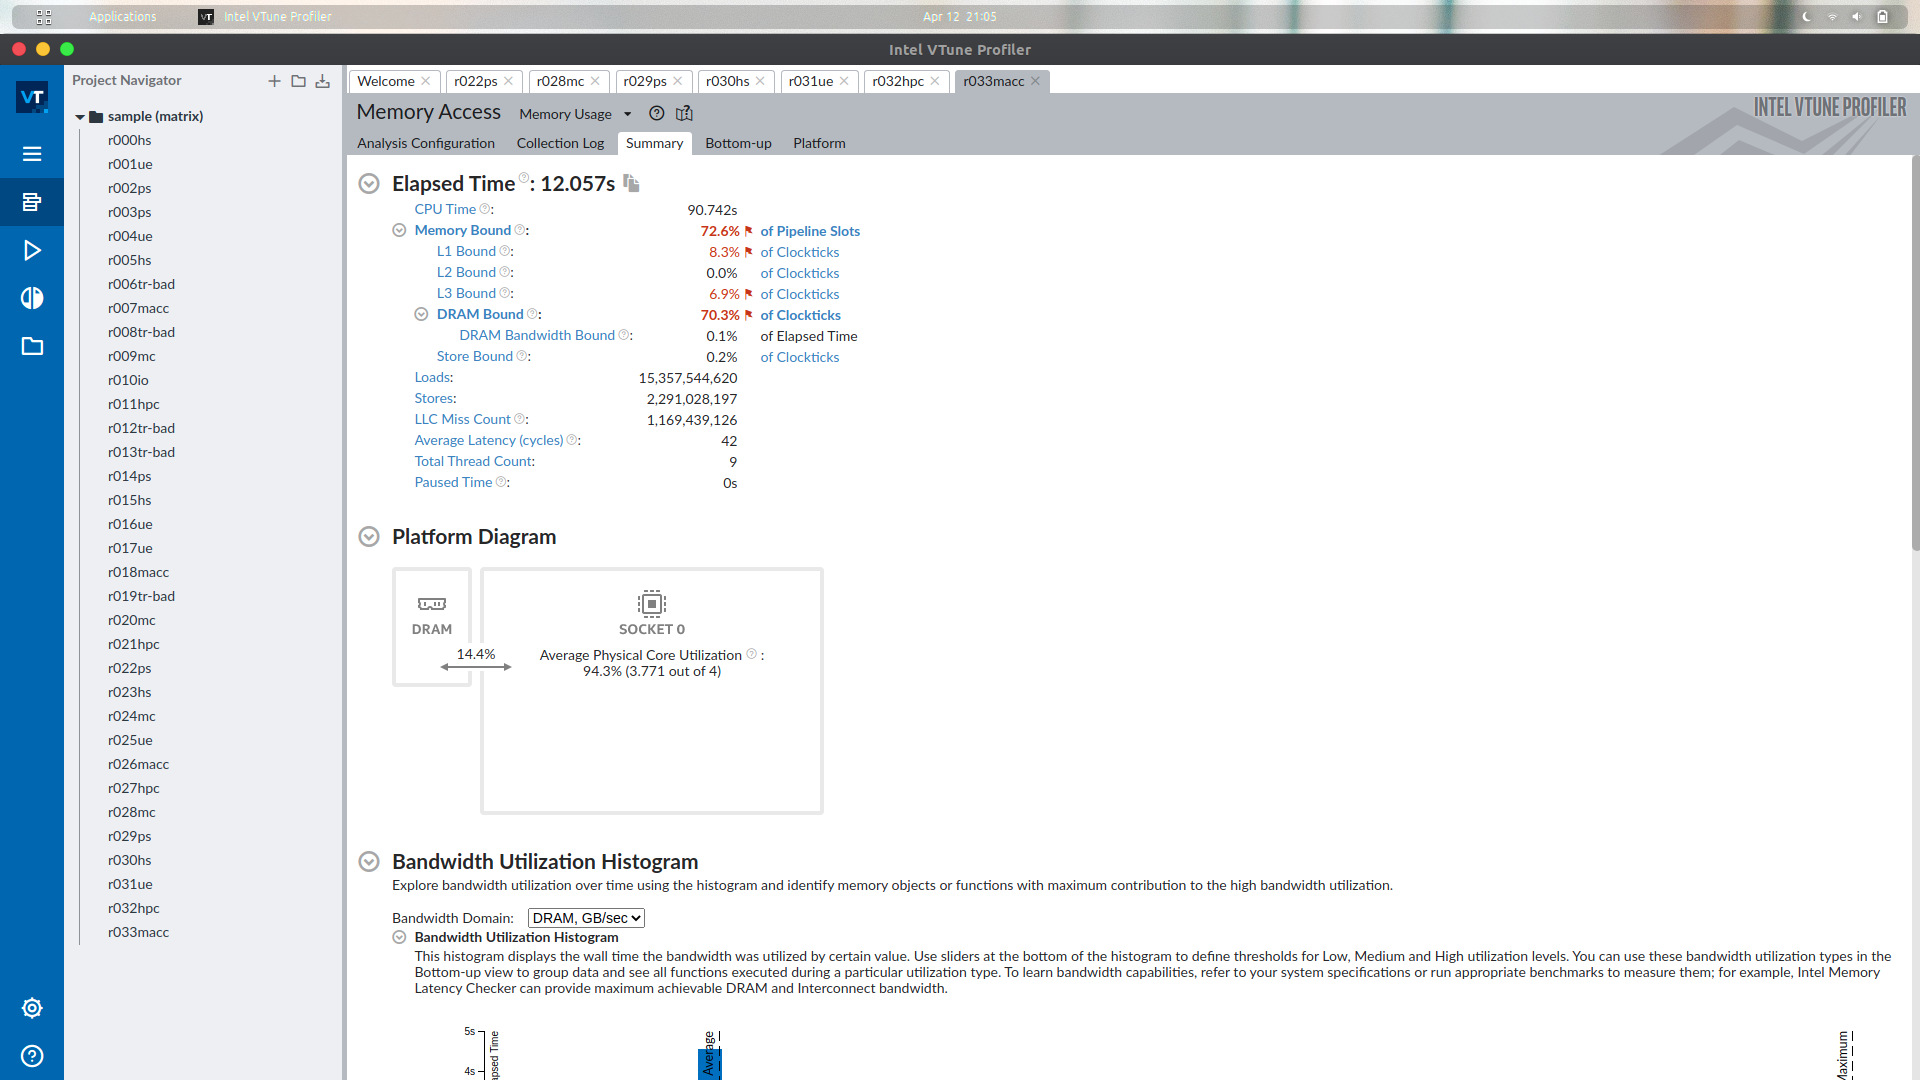 Applications
VT Intel VTune Profiler
Apr 12 21:05
Intel VTune Profiler
VT
Project Navigator
sample (matrix)
r000hs
r001ue
r002ps
r003ps
r004ue
r005hs
r006tr-bad
r007macc
r008tr-bad
r009mc
r010io
r011hpc
r012tr-bad
r013tr-bad
r014ps
r015hs
r016ue
r017ue
r018macc
r019tr-bad
r020mc
r021hpc
r022ps
r023hs
r024mc
r025ue
r026macc
r027hpc
r028mc
r029ps
r030hs
r031ue
r032hpc
r033macc
Welcome r022ps r028mc r029ps r030hs r031ue r032hpc r033macc
Memory Access Memory Usage
INTEL VTUNE PROFILER
Analysis Configuration Collection Log Summary Bottom-up Platform
Elapsed Time: 12.057s
CPU Time: 90.742s
Memory Bound: 72.6% of Pipeline Slots
L1 Bound: 8.3% of Clockticks
L2 Bound: 0.0% of Clockticks
L3 Bound: 6.9% of Clockticks
DRAM Bound: 70.3% of Clockticks
DRAM Bandwidth Bound: 0.1% of Elapsed Time
Store Bound: 0.2% of Clockticks
Loads: 15,357,544,620
Stores: 2,291,028,197
LLC Miss Count: 1,169,439,126
Average Latency (cycles): 42
Total Thread Count: 9
Paused Time: 0s
Platform Diagram
DRAM
14.4%
SOCKET 0
Average Physical Core Utilization :
94.3% (3.771 out of 4)
Bandwidth Utilization Histogram
Explore bandwidth utilization over time using the histogram and identify memory objects or functions with maximum contribution to the high bandwidth utilization.
Bandwidth Domain: DRAM, GB/sec
Bandwidth Utilization Histogram
This histogram displays the wall time the bandwidth was utilized by certain value. Use sliders at the bottom of the histogram to define thresholds for Low, Medium and High utilization levels. You can use these bandwidth utilization types in the
Bottom-up view to group data and see all functions executed during a particular utilization type. To learn bandwidth capabilities, refer to your system specifications or run appropriate benchmarks to measure them; for example, Intel Memory
Latency Checker can provide maximum achievable DRAM and Interconnect bandwidth.
5s
4s
apsed Time
Average
Maximum